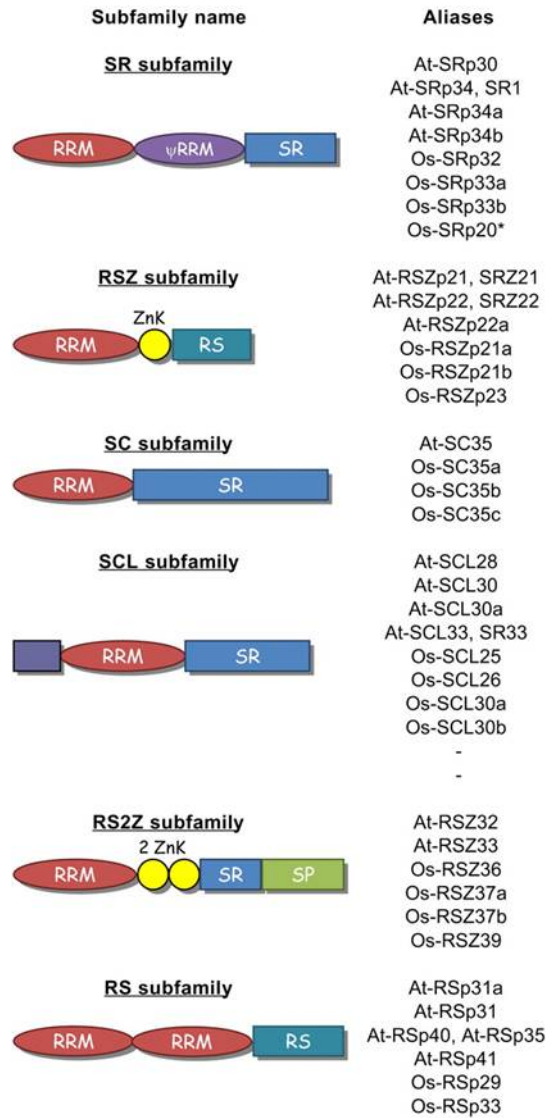 Subfamily name Aliases
SR subfamily
RRM ψRRM SR
At-SRp30
At-SRp34, SR1
At-SRp34a
At-SRp34b
Os-SRp32
Os-SRp33a
Os-SRp33b
Os-SRp20*
RSZ subfamily
ZnK
RRM RS
At-RSZp21, SRZ21
At-RSZp22, SRZ22
At-RSZp22a
Os-RSZp21a
Os-RSZp21b
Os-RSZp23
SC subfamily
RRM SR
At-SC35
Os-SC35a
Os-SC35b
Os-SC35c
SCL subfamily
RRM SR
At-SCL28
At-SCL30
At-SCL30a
At-SCL33, SR33
Os-SCL25
Os-SCL26
Os-SCL30a
Os-SCL30b
-
-
RS2Z subfamily
2 ZnK
RRM SR SP
At-RSZ32
At-RSZ33
Os-RSZ36
Os-RSZ37a
Os-RSZ37b
Os-RSZ39
RS subfamily
RRM RRM RS
At-RSp31a
At-RSp31
At-RSp40, At-RSp35
At-RSp41
Os-RSp29
Os-RSp33